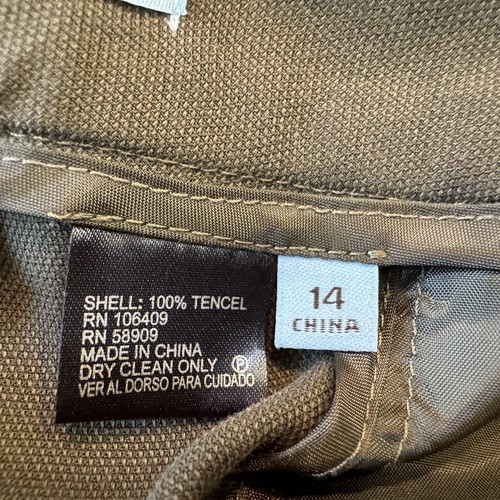 SHELL: 100% TENCEL
RN 106409
RN 58909
MADE IN CHINA
DRY CLEAN ONLY Ⓟ
VER AL DORSO PARA CUIDADO
14
CHINA